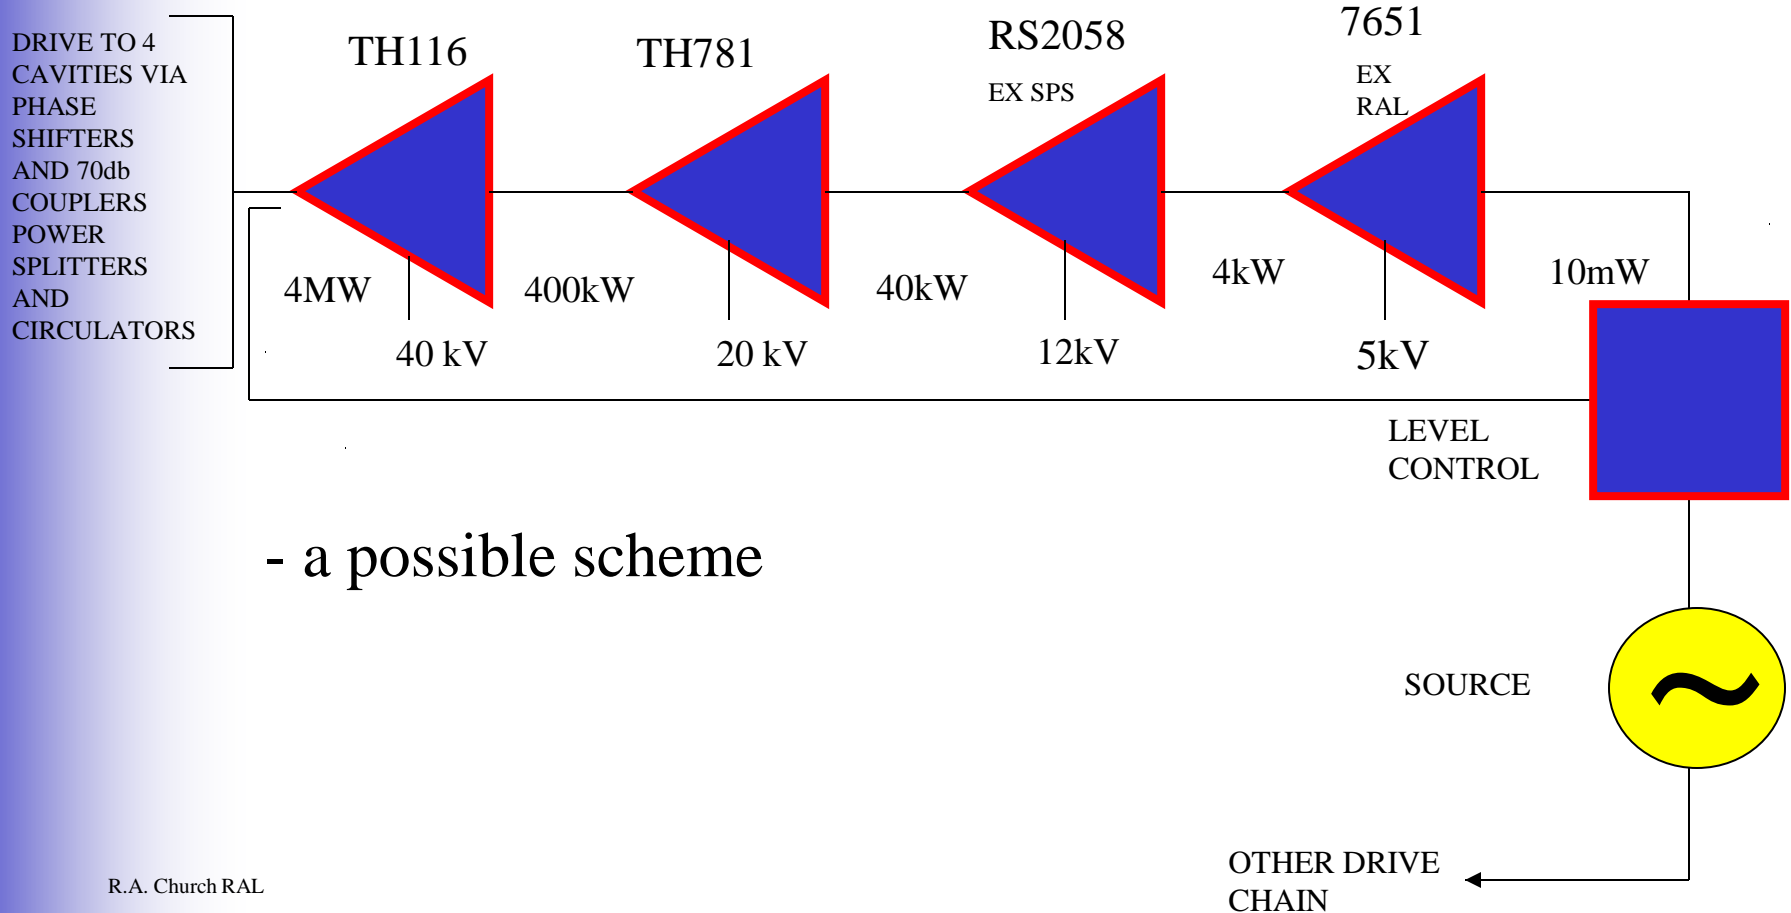 DRIVE TO 4
CAVITIES VIA
PHASE
SHIFTERS
AND 70db
COUPLERS
POWER
SPLITTERS
AND
CIRCULATORS
TH116
TH781
RS2058
EX SPS
7651
EX
RAL
4MW
400kW
40kW
4kW
10mW
40 kV
20 kV
12kV
5kV
LEVEL
CONTROL
- a possible scheme
SOURCE
~
OTHER DRIVE
CHAIN
R.A. Church RAL